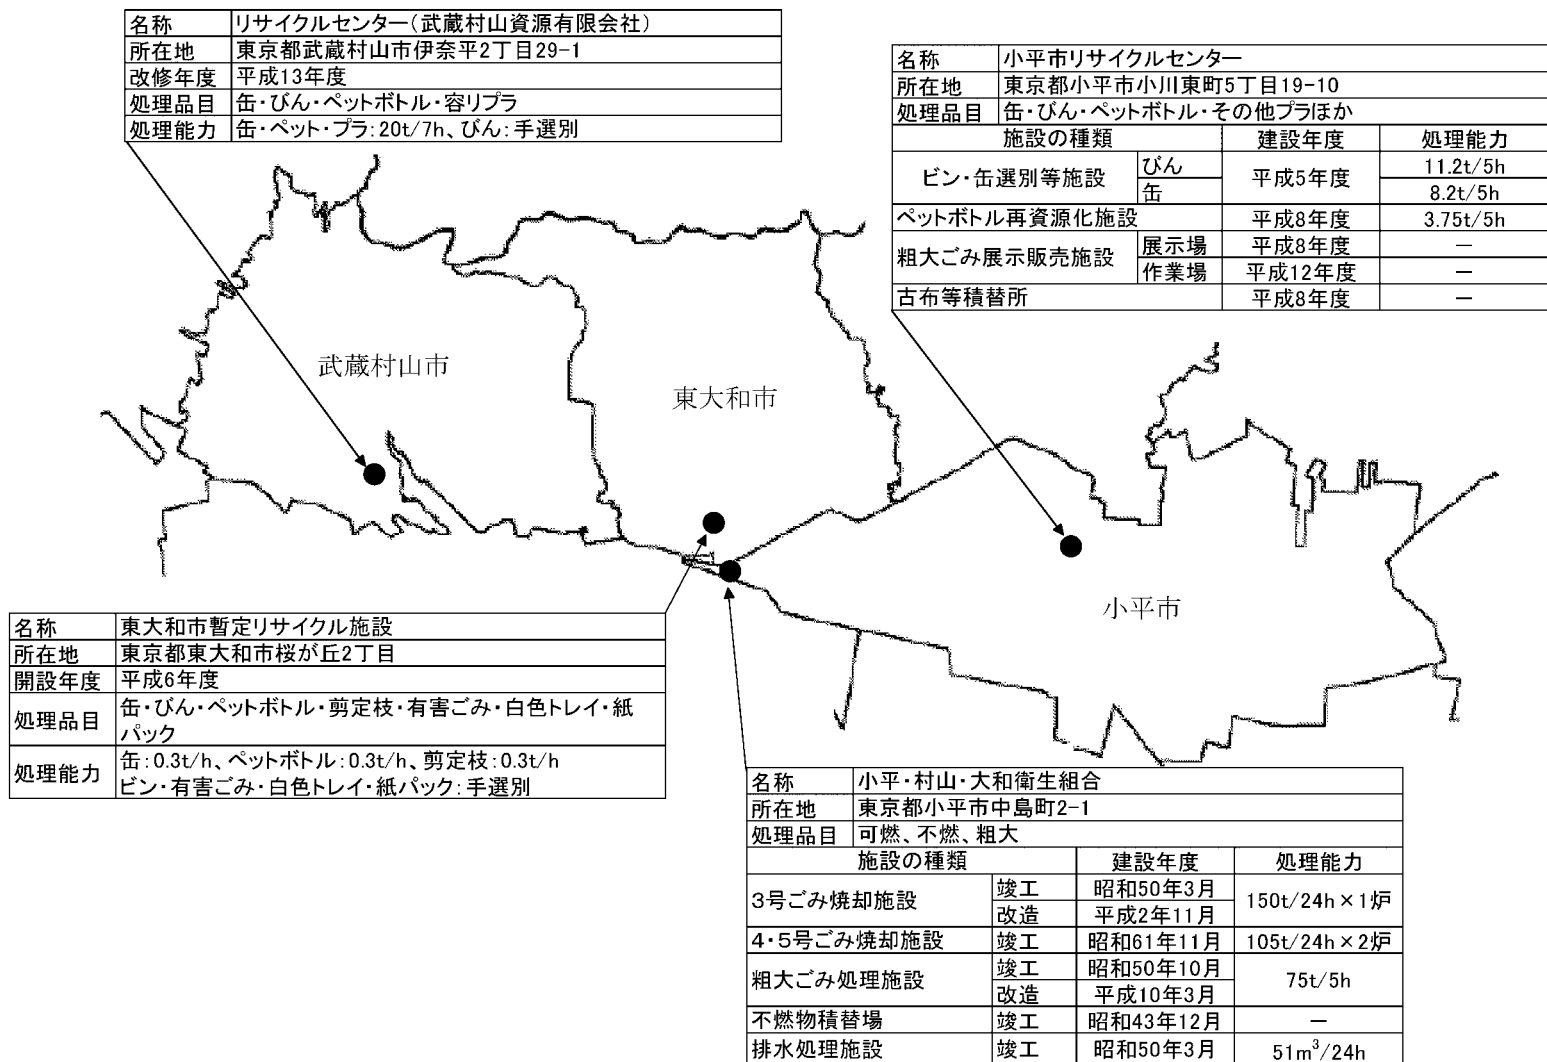 名称 リサイクルセンター(武蔵村山資源有限会社)
所在地 東京都武蔵村山市伊奈平2丁目29-1
改修年度 平成13年度
処理品目 缶・びん・ペットボトル・容リプラ
処理能力 缶・ペット・プラ:20t/7h、びん:手選別
名称 小平市リサイクルセンター
所在地 東京都小平市小川東町5丁目19-10
処理品目 缶・びん・ペットボトル・その他プラほか
施設の種類 建設年度 処理能力
ビン・缶選別等施設 びん 平成5年度 11.2t/5h
缶 8.2t/5h
ペットボトル再資源化施設 平成8年度 3.75t/5h
粗大ごみ展示販売施設 展示場 平成8年度 －
作業場 平成12年度 －
古布等積替所 平成8年度 －
武蔵村山市
東大和市
小平市
名称 東大和市暫定リサイクル施設
所在地 東京都東大和市桜が丘2丁目
開設年度 平成6年度
処理品目 缶・びん・ペットボトル・剪定枝・有害ごみ・白色トレイ・紙
パック
処理能力 缶:0.3t/h、ペットボトル:0.3t/h、剪定枝:0.3t/h
ビン・有害ごみ・白色トレイ・紙パック:手選別
名称 小平・村山・大和衛生組合
所在地 東京都小平市中島町2-1
処理品目 可燃、不燃、粗大
施設の種類 建設年度 処理能力
3号ごみ焼却施設 竣工 昭和50年3月 150t/24h×1炉
改造 平成2年11月
4・5号ごみ焼却施設 竣工 昭和61年11月 105t/24h×2炉
粗大ごみ処理施設 竣工 昭和50年10月 75t/5h
改造 平成10年3月
不燃物積替場 竣工 昭和43年12月 －
排水処理施設 竣工 昭和50年3月 51m³/24h